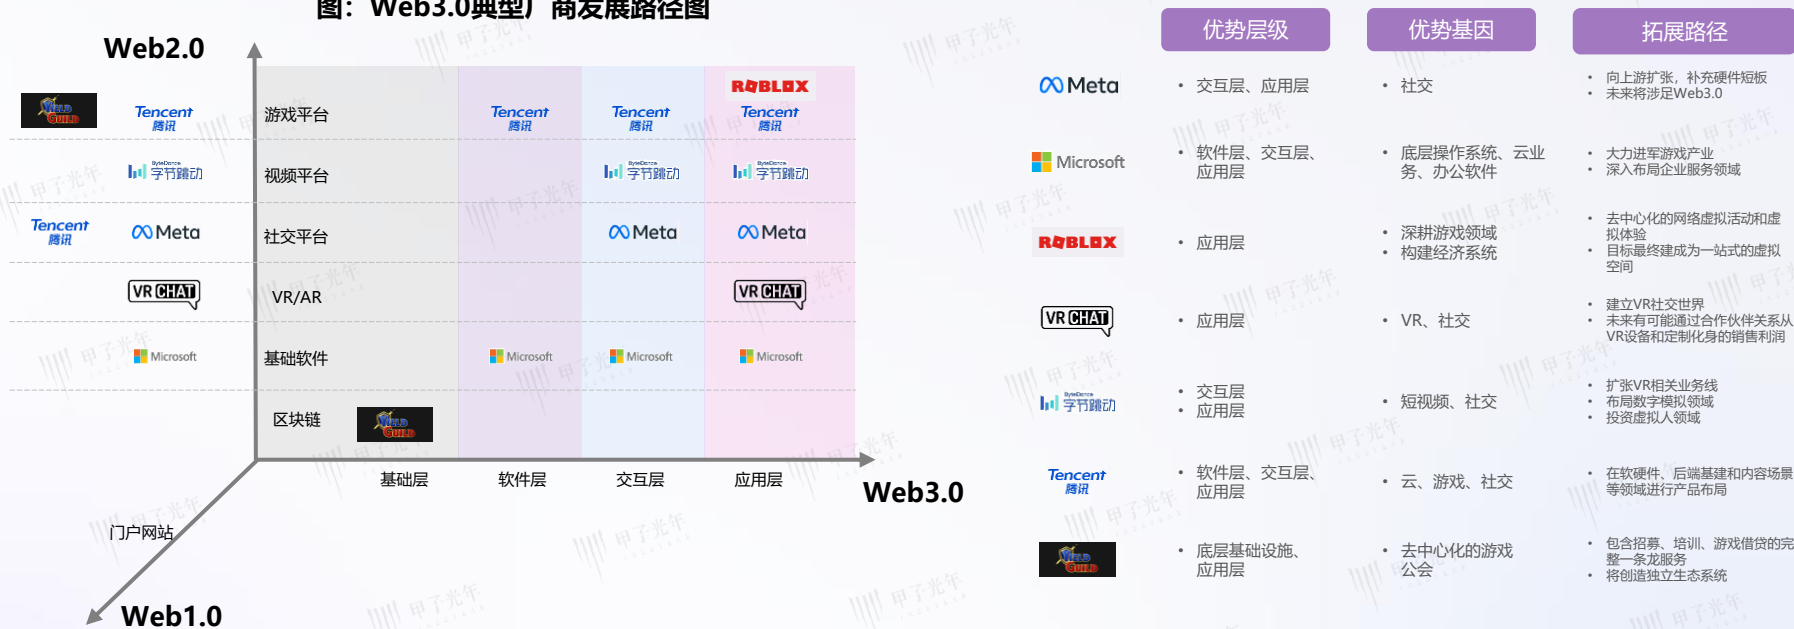 图：Web3.0典型厂商发展路径图
Web2.0
WELD GUILD
Tencent 腾讯
游戏平台
Tencent 腾讯
Tencent 腾讯
ROBLOX
Tencent 腾讯
ByteDance 字节跳动
视频平台
ByteDance 字节跳动
ByteDance 字节跳动
Tencent 腾讯
Meta
社交平台
Meta
Meta
VRCHAT
VR/AR
VRCHAT
Microsoft
基础软件
Microsoft
Microsoft
Microsoft
区块链
WELD GUILD
基础层
软件层
交互层
应用层
Web3.0
门户网站
Web1.0
优势层级
优势基因
拓展路径
Meta
• 交互层、应用层
• 社交
• 向上游扩张，补充硬件短板
• 未来将涉足Web3.0
Microsoft
• 软件层、交互层、
应用层
• 底层操作系统、云业
务、办公软件
• 大力进军游戏产业
• 深入布局企业服务领域
ROBLOX
• 应用层
• 深耕游戏领域
• 构建经济系统
• 去中心化的网络虚拟活动和虚
拟体验
• 目标最终建成为一站式的虚拟
空间
VRCHAT
• 应用层
• VR、社交
• 建立VR社交世界
• 未来有可能通过合作伙伴关系从
VR设备和定制化身的销售利润
ByteDance 字节跳动
• 交互层
• 应用层
• 短视频、社交
• 扩张VR相关业务线
• 布局数字模拟领域
• 投资虚拟人领域
Tencent 腾讯
• 软件层、交互层、
应用层
• 云、游戏、社交
• 在软硬件、后端基建和内容场景
等领域进行产品布局
WELD GUILD
• 底层基础设施、
应用层
• 去中心化的游戏
公会
• 包含招募、培训、游戏借贷的完
整一条龙服务
• 将创造独立生态系统
甲子光年